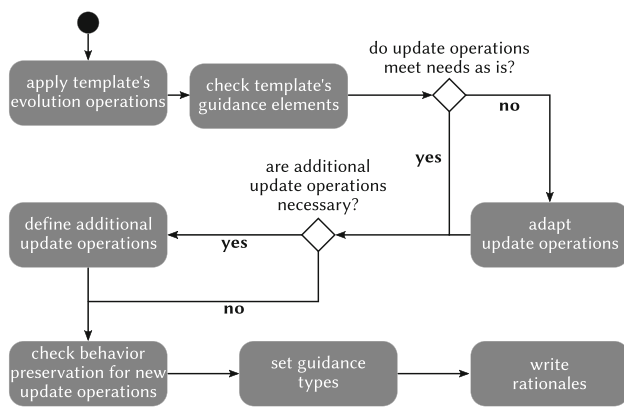 do update operations
meet needs as is?
apply template's
evolution operations
check template's
guidance elements
no
yes
are additional
update operations
necessary?
define additional
update operations
yes
adapt
update operations
no
check behavior
preservation for new
update operations
set guidance
types
write
rationales